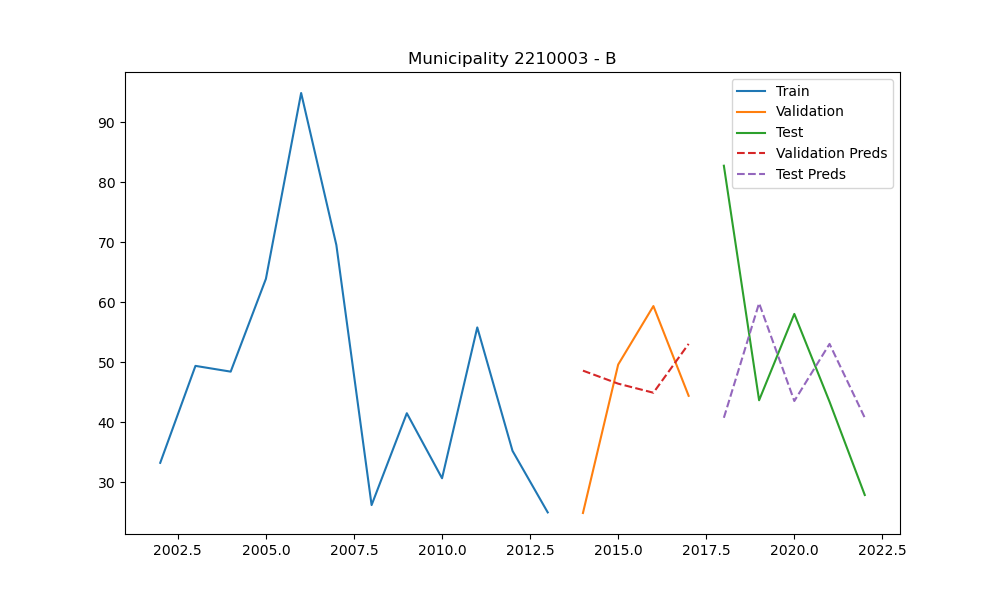 Municipality 2210003 - B
Train
Validation
Test
Validation Preds
Test Preds
90
80
70
60
50
40
30
2002.5 2005.0 2007.5 2010.0 2012.5 2015.0 2017.5 2020.0 2022.5